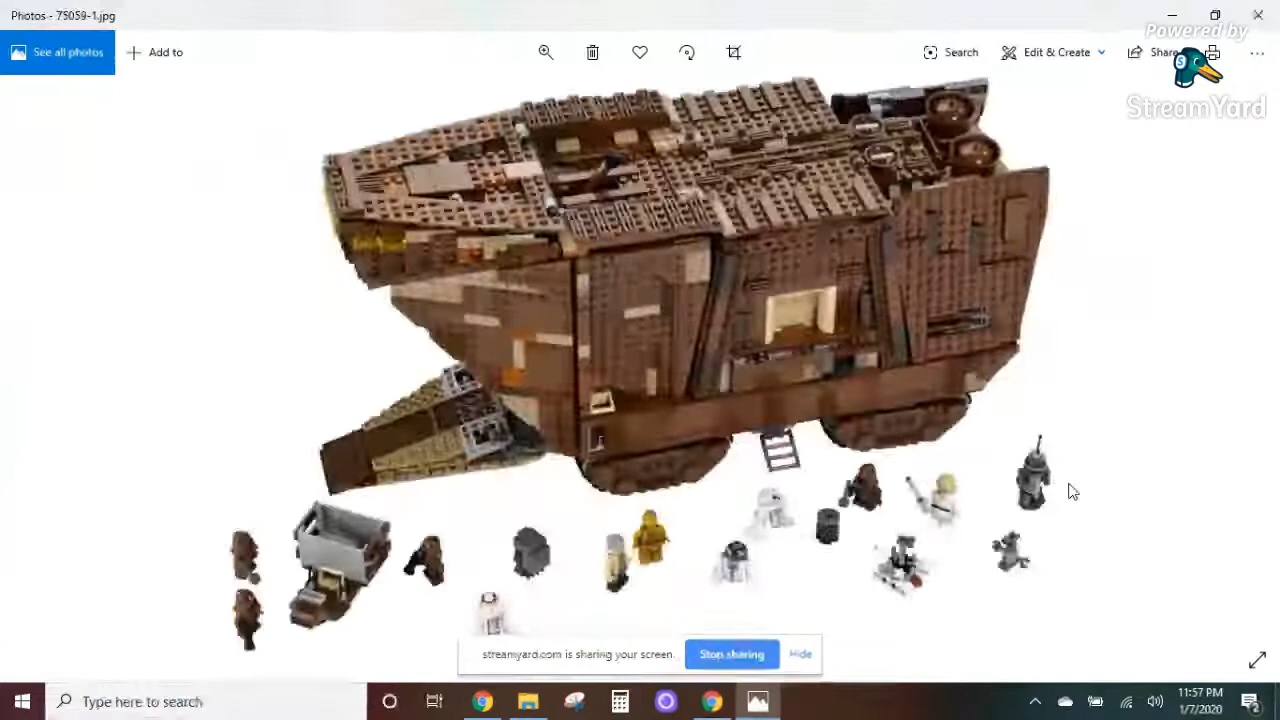 Photos - 75059-1.jpg
See all photos
Add to
Search
Edit & Create
Share
Powered by
StreamYard
streamyard.com is sharing your screen.
Stop sharing
Hide
Type here to search
11:57 PM
1/7/2020
2